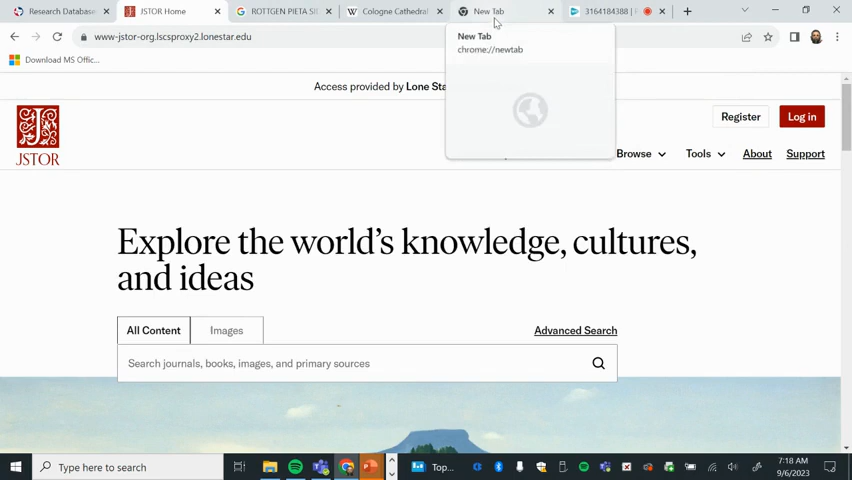 Research Databas
JSTOR Home
ROTTGEN PIETA SI
Cologne Cathedral
New Tab
3164184388 |
www-jstor-org.lscsproxy2.lonestar.edu
New Tab
chrome://newtab
Download MS Offic...
Access provided by Lone Sta
JSTOR
Register
Log in
Browse
Tools
About
Support
Explore the world's knowledge, cultures,
and ideas
All Content
Images
Advanced Search
Search journals, books, images, and primary sources
Type here to search
Top...
7:18 AM
9/6/2023